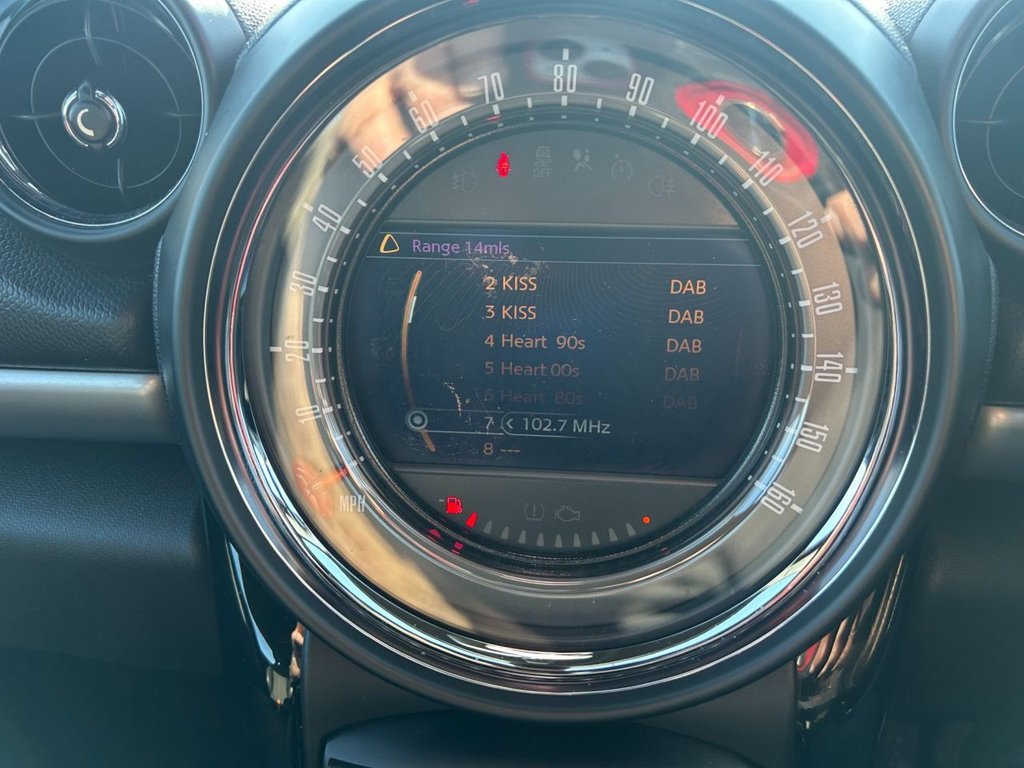 10
20
30
40
50
60
70
80
90
100
110
120
130
140
150
160
MPH
Range 14mls
2 KISS DAB
3 KISS DAB
4 Heart 90s DAB
5 Heart 00s DAB
6 Heart 80s DAB
7 < 102.7 MHz
8 ---